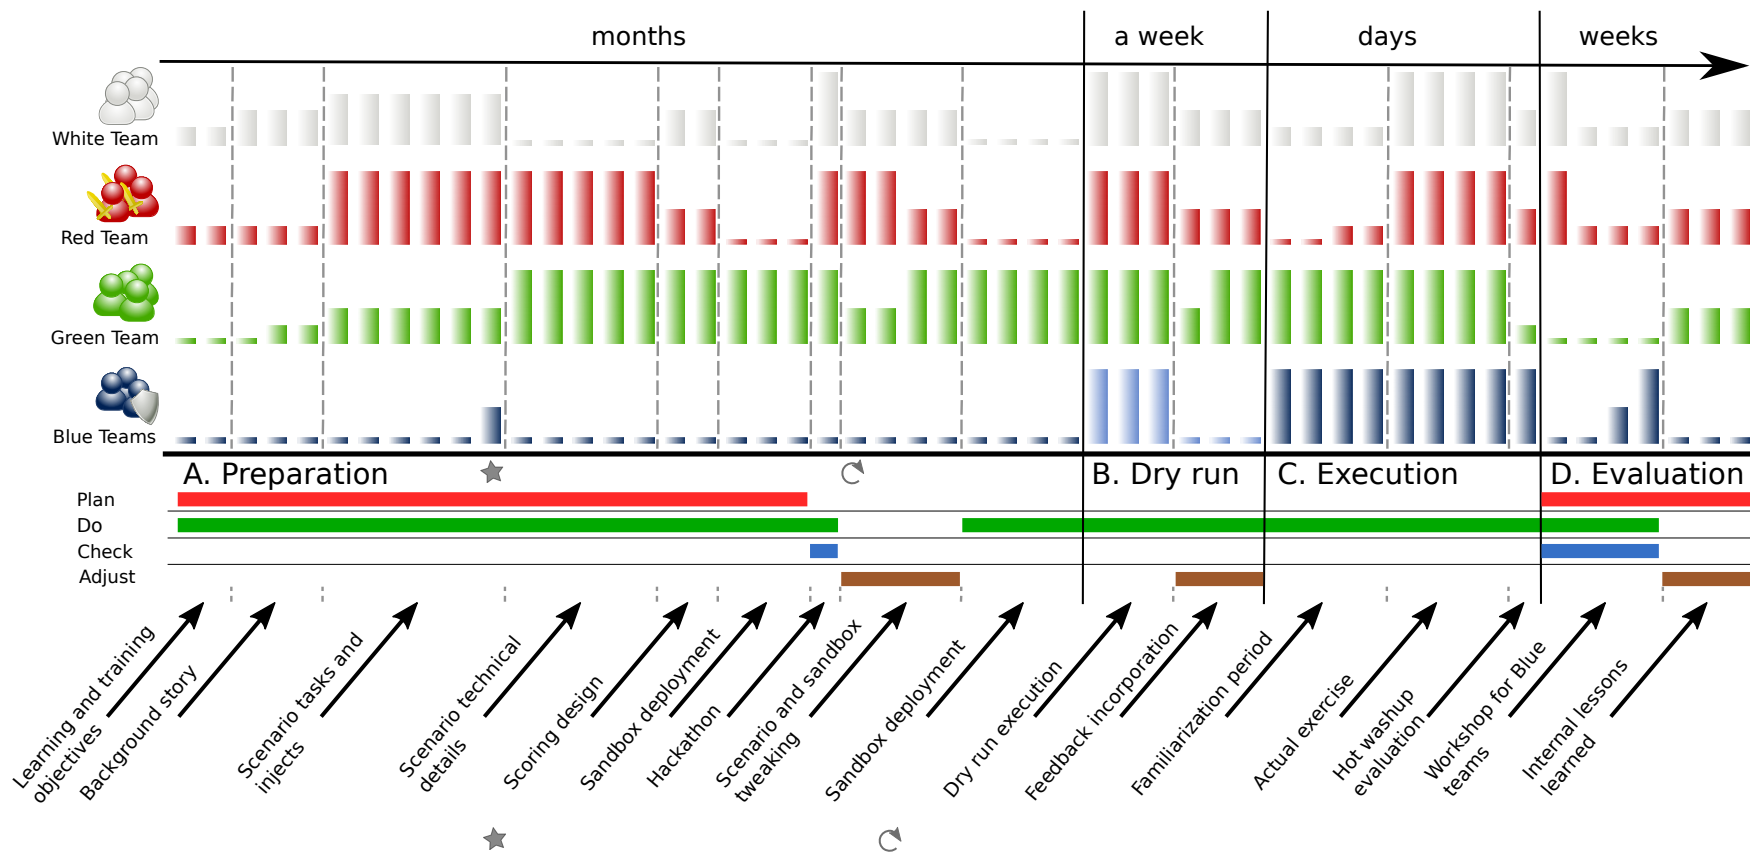 months
a week
days
weeks
White Team
Red Team
Green Team
Blue Teams
A. Preparation
B. Dry run
C. Execution
D. Evaluation
Plan
Do
Check
Adjust
Learning and training
objectives
Background story
Scenario tasks and
injects
Scenario technical
details
Scoring design
Sandbox deployment
Hackathon
Scenario and sandbox
tweaking
Sandbox deployment
Dry run execution
Feedback incorporation
Familiarization period
Actual exercise
Hot washup
evaluation
Workshop for Blue
teams
Internal lessons
learned